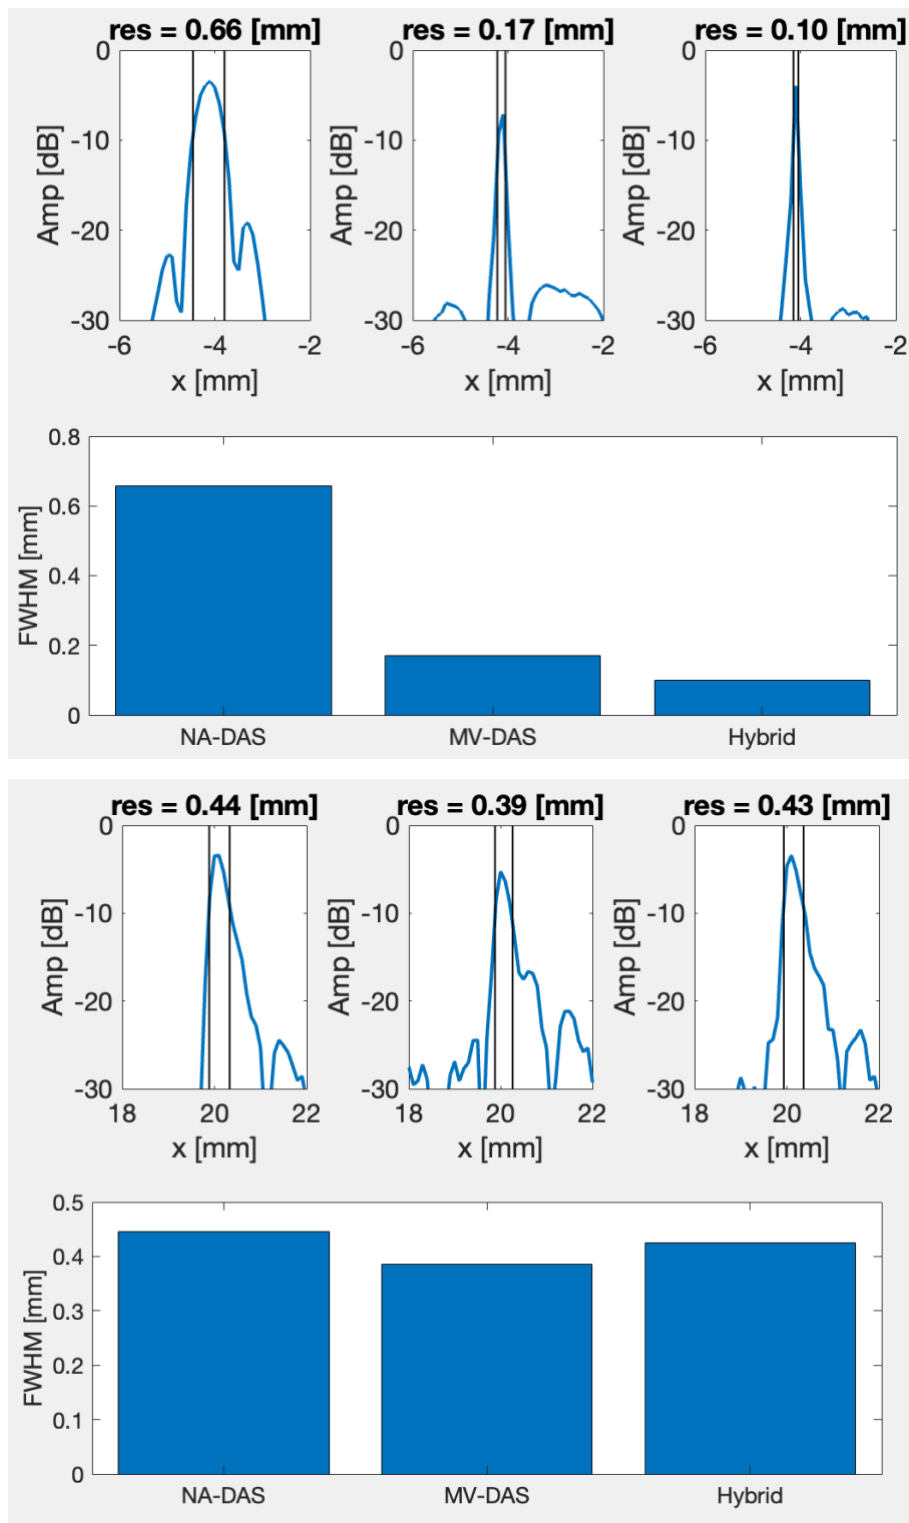 res = 0.66 [mm]
res = 0.17 [mm]
res = 0.10 [mm]
0
-10
-20
-30
Amp [dB]
-6
-4
-2
x [mm]
0
-10
-20
-30
Amp [dB]
-6
-4
-2
x [mm]
0
-10
-20
-30
Amp [dB]
-6
-4
-2
x [mm]
0.8
0.6
0.4
0.2
0
FWHM [mm]
NA-DAS
MV-DAS
Hybrid
res = 0.44 [mm]
res = 0.39 [mm]
res = 0.43 [mm]
0
-10
-20
-30
Amp [dB]
18
20
22
x [mm]
0
-10
-20
-30
Amp [dB]
18
20
22
x [mm]
0
-10
-20
-30
Amp [dB]
18
20
22
x [mm]
0.5
0.4
0.3
0.2
0.1
0
FWHM [mm]
NA-DAS
MV-DAS
Hybrid